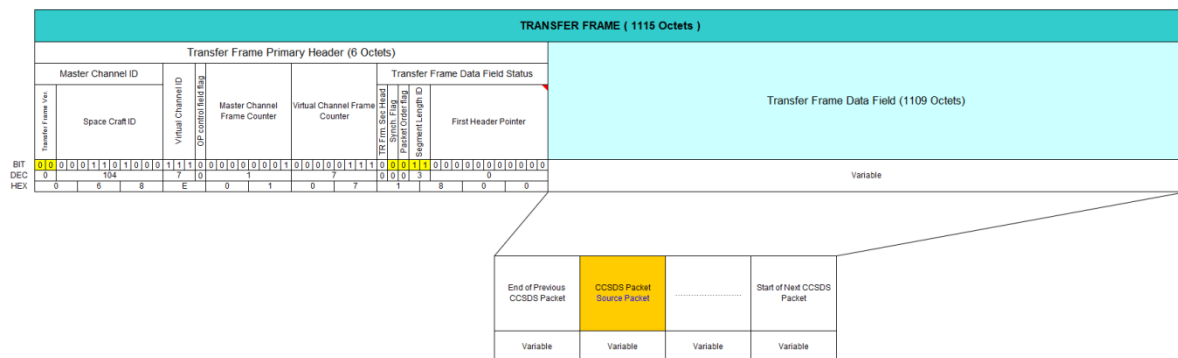 TRANSFER FRAME ( 1115 Octets )
Transfer Frame Primary Header (6 Octets)
Transfer Frame Data Field (1109 Octets)
Master Channel ID
Virtual Channel ID
OP control field flag
Master Channel
Frame Counter
Virtual Channel Frame
Counter
Transfer Frame Data Field Status
Transfer Frame Ver.
Space Craft ID
TR Frm. Sec Head
Synch. Flag
Packet Order flag
Segment Length ID
First Header Pointer
BIT 0 0 0 0 0 1 1 0 1 0 0 0 1 1 1 0 0 0 0 0 0 0 0 1 0 0 0 0 0 1 1 1 0 0 0 1 1 0 0 0 0 0 0 0 0 0 0 0
DEC 0 104 7 0 1 7 0 0 0 3 0 Variable
HEX 0 6 8 E 0 1 0 7 1 8 0 0
End of Previous
CCSDS Packet
CCSDS Packet
Source Packet
........................
Start of Next CCSDS
Packet
Variable Variable Variable Variable